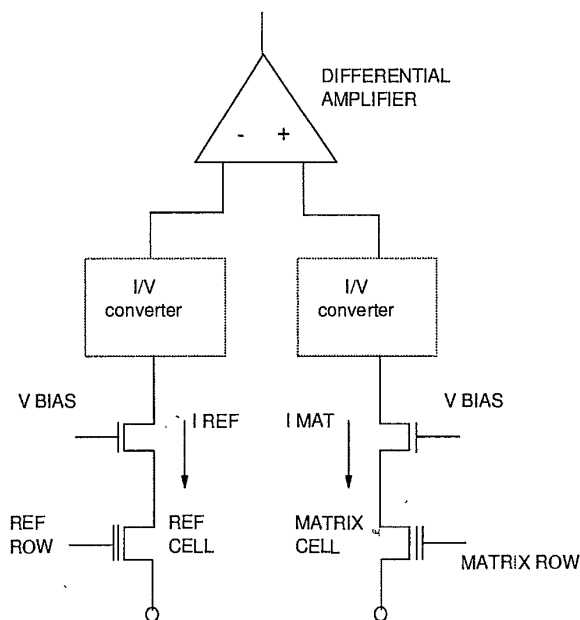 DIFFERENTIAL
AMPLIFIER
- +
I/V
converter
I/V
converter
V BIAS
I REF
I MAT
V BIAS
REF
ROW
REF
CELL
MATRIX
CELL
MATRIX ROW